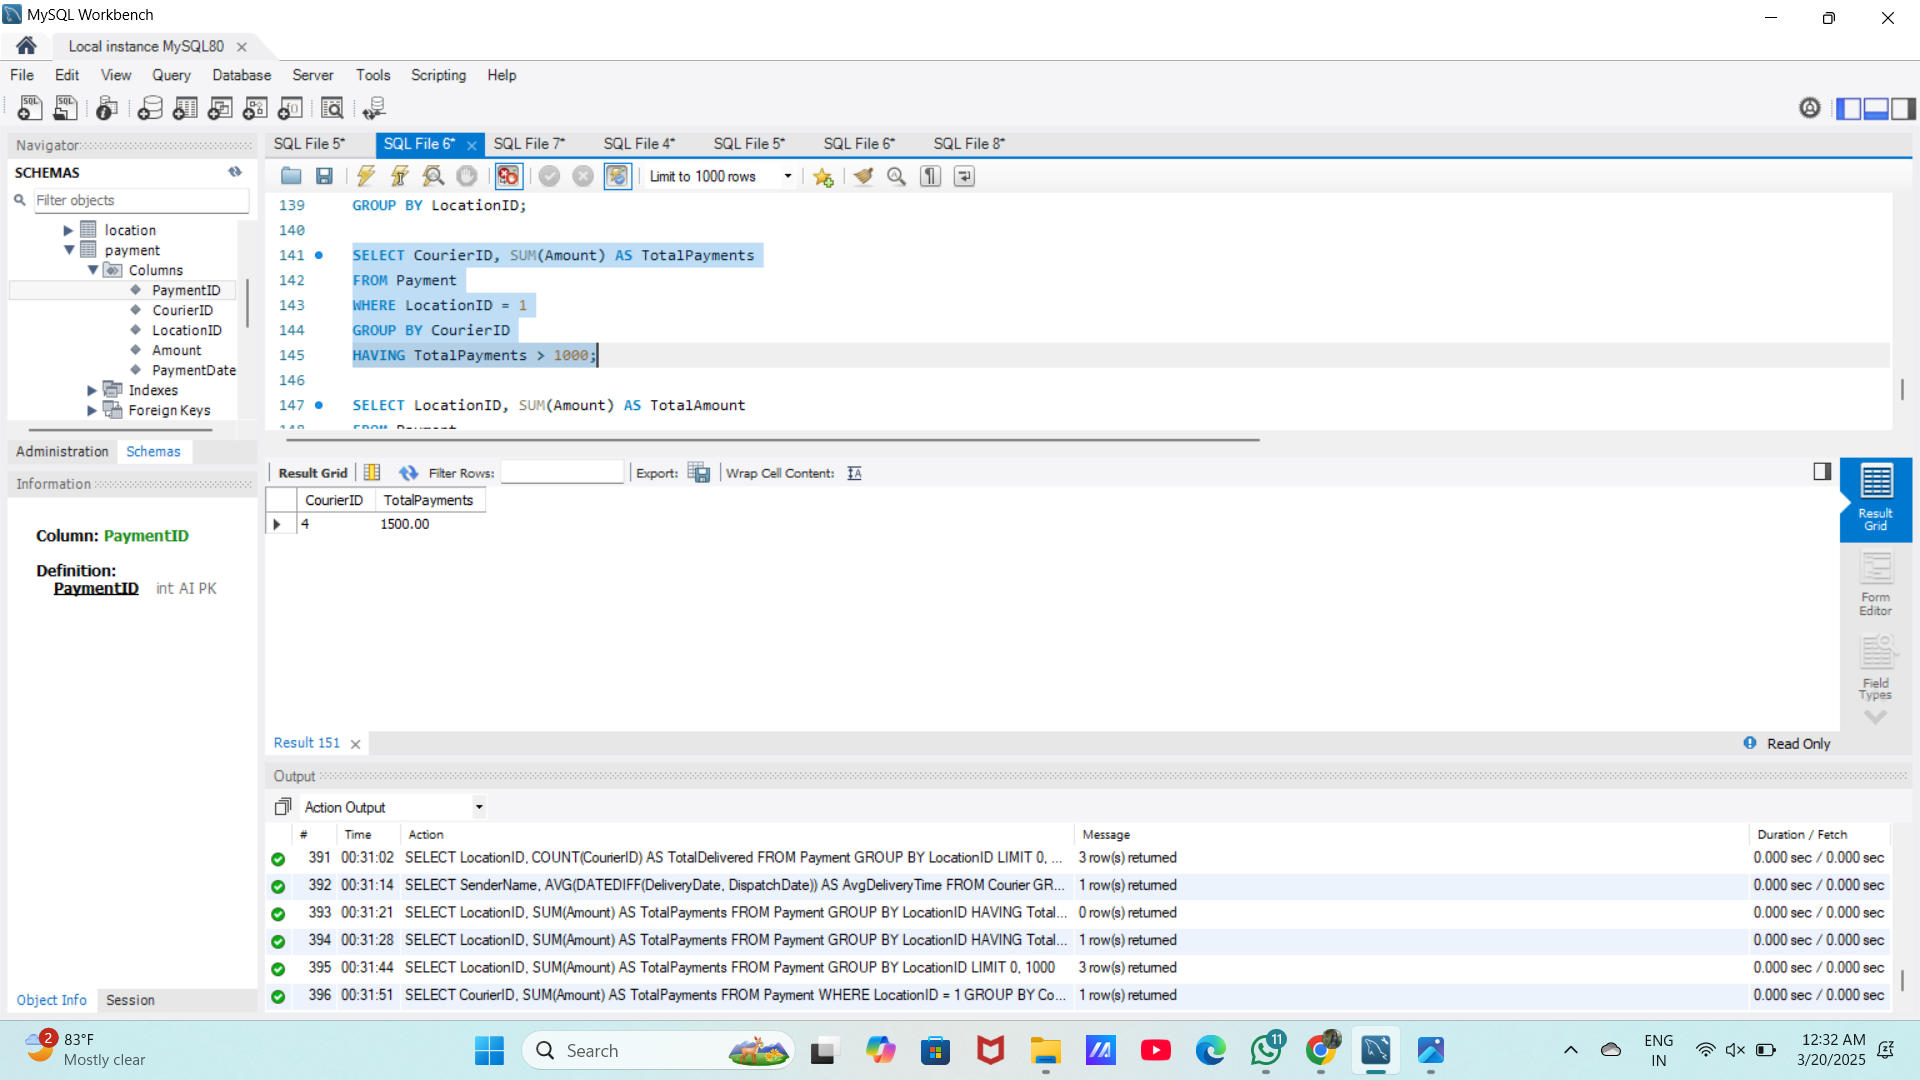 MySQL Workbench
Local instance MySQL80
File Edit View Query Database Server Tools Scripting Help
Navigator
SCHEMAS
Filter objects
location
payment
Columns
PaymentID
CourierID
LocationID
Amount
PaymentDate
Indexes
Foreign Keys
Administration Schemas
Information
Column: PaymentID
Definition:
PaymentID int AI PK
Object Info Session
SQL File 5* SQL File 6* SQL File 7* SQL File 4* SQL File 5* SQL File 6* SQL File 8*
Limit to 1000 rows
139 GROUP BY LocationID;
140
141 SELECT CourierID, SUM(Amount) AS TotalPayments
142 FROM Payment
143 WHERE LocationID = 1
144 GROUP BY CourierID
145 HAVING TotalPayments > 1000;
146
147 SELECT LocationID, SUM(Amount) AS TotalAmount
148 FROM Payment
Result Grid Filter Rows: Export: Wrap Cell Content:
CourierID TotalPayments
4 1500.00
Result Grid
Form Editor
Field Types
Result 151
Read Only
Output
Action Output
# Time Action Message Duration / Fetch
391 00:31:02 SELECT LocationID, COUNT(CourierID) AS TotalDelivered FROM Payment GROUP BY LocationID LIMIT 0, ... 3 row(s) returned 0.000 sec / 0.000 sec
392 00:31:14 SELECT SenderName, AVG(DATEDIFF(DeliveryDate, DispatchDate)) AS AvgDeliveryTime FROM Courier GR... 1 row(s) returned 0.000 sec / 0.000 sec
393 00:31:21 SELECT LocationID, SUM(Amount) AS TotalPayments FROM Payment GROUP BY LocationID HAVING Total... 0 row(s) returned 0.000 sec / 0.000 sec
394 00:31:28 SELECT LocationID, SUM(Amount) AS TotalPayments FROM Payment GROUP BY LocationID HAVING Total... 1 row(s) returned 0.000 sec / 0.000 sec
395 00:31:44 SELECT LocationID, SUM(Amount) AS TotalPayments FROM Payment GROUP BY LocationID LIMIT 0, 1000 3 row(s) returned 0.000 sec / 0.000 sec
396 00:31:51 SELECT CourierID, SUM(Amount) AS TotalPayments FROM Payment WHERE LocationID = 1 GROUP BY Co... 1 row(s) returned 0.000 sec / 0.000 sec
2
83°F
Mostly clear
Search
11
ENG
IN
12:32 AM
3/20/2025